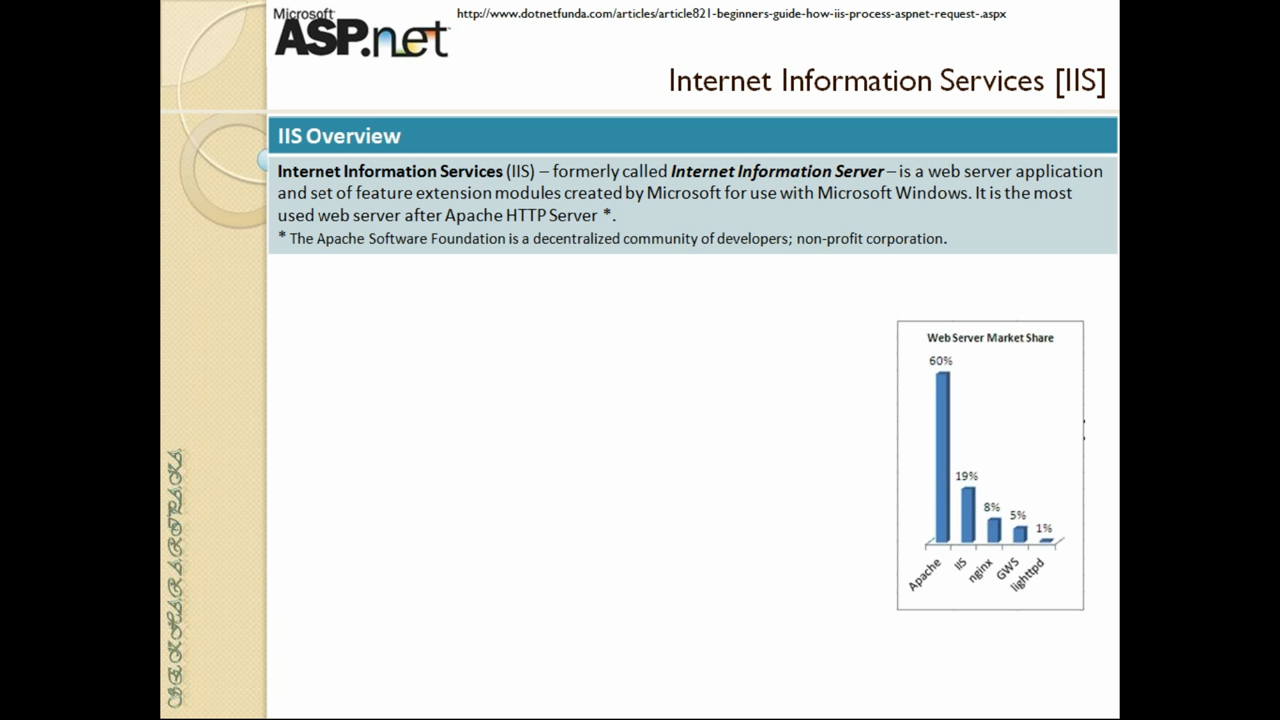 Microsoft
ASP.net
http://www.dotnetfunda.com/articles/article821-beginners-guide-how-iis-process-aspnet-request-.aspx
Internet Information Services [IIS]
IIS Overview
Internet Information Services (IIS) – formerly called Internet Information Server – is a web server application
and set of feature extension modules created by Microsoft for use with Microsoft Windows. It is the most
used web server after Apache HTTP Server *.
* The Apache Software Foundation is a decentralized community of developers; non-profit corporation.
Web Server Market Share
60%
19%
8%
5%
1%
Apache
IIS
nginx
GWS
lighttpd